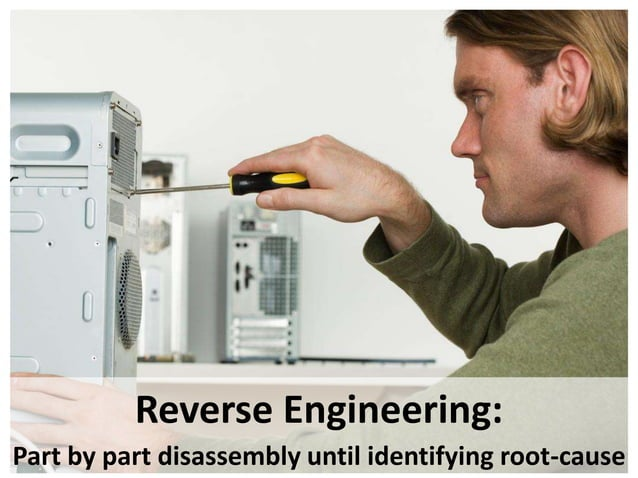 Reverse Engineering:
Part by part disassembly until identifying root-cause